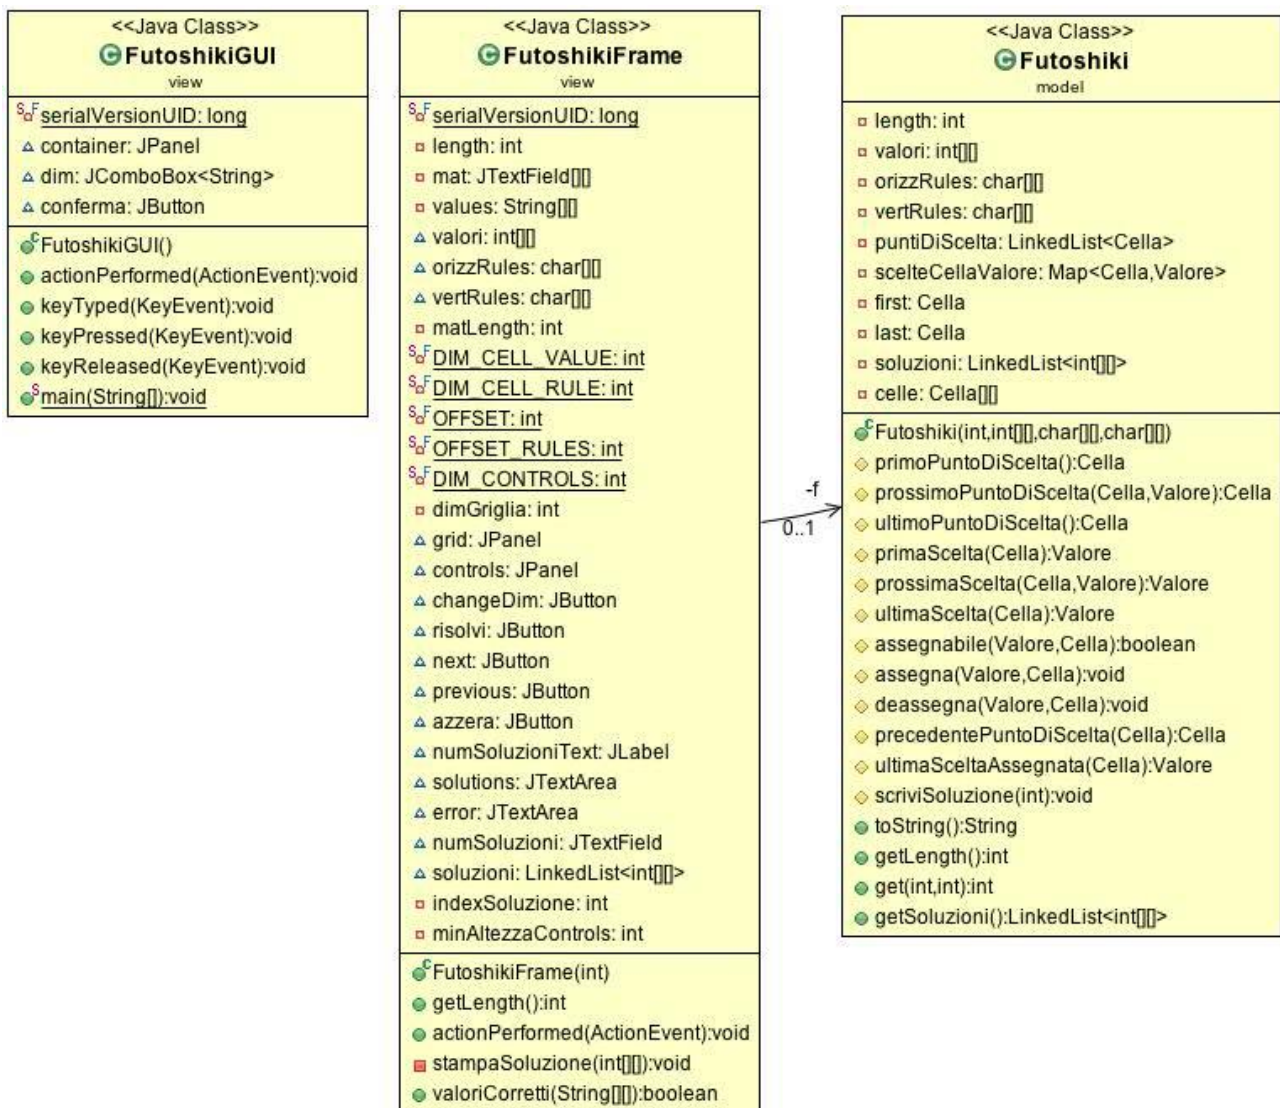 <<Java Class>>
FutoshikiGUI
view
serialVersionUID: long
container: JPanel
dim: JComboBox<String>
conferma: JButton
FutoshikiGUI()
actionPerformed(ActionEvent):void
keyTyped(KeyEvent):void
keyPressed(KeyEvent):void
keyReleased(KeyEvent):void
main(String[]):void
<<Java Class>>
FutoshikiFrame
view
serialVersionUID: long
length: int
mat: JTextField[][]
values: String[][]
valori: int[][]
orizzRules: char[][]
vertRules: char[][]
matLength: int
DIM_CELL_VALUE: int
DIM_CELL_RULE: int
OFFSET: int
OFFSET_RULES: int
DIM_CONTROLS: int
dimGriglia: int
grid: JPanel
controls: JPanel
changeDim: JButton
risolvi: JButton
next: JButton
previous: JButton
azzera: JButton
numSoluzioniText: JLabel
solutions: JTextArea
error: JTextArea
numSoluzioni: JTextField
soluzioni: LinkedList<int[][]>
indexSoluzione: int
minAltezzaControls: int
FutoshikiFrame(int)
getLength():int
actionPerformed(ActionEvent):void
stampaSoluzione(int[][]):void
valoriCorretti(String[][]):boolean
-f
0..1
<<Java Class>>
Futoshiki
model
length: int
valori: int[][]
orizzRules: char[][]
vertRules: char[][]
puntiDiScelta: LinkedList<Cella>
scelteCellaValore: Map<Cella,Valore>
first: Cella
last: Cella
soluzioni: LinkedList<int[][]>
celle: Cella[][]
Futoshiki(int,int[][],char[][],char[][])
primoPuntoDiScelta():Cella
prossimoPuntoDiScelta(Cella,Valore):Cella
ultimoPuntoDiScelta():Cella
primaScelta(Cella):Valore
prossimaScelta(Cella,Valore):Valore
ultimaScelta(Cella):Valore
assegnabile(Valore,Cella):boolean
assegna(Valore,Cella):void
deassegna(Valore,Cella):void
precedentePuntoDiScelta(Cella):Cella
ultimaSceltaAssegnata(Cella):Valore
scriviSoluzione(int):void
toString():String
getLength():int
get(int,int):int
getSoluzioni():LinkedList<int[][]>